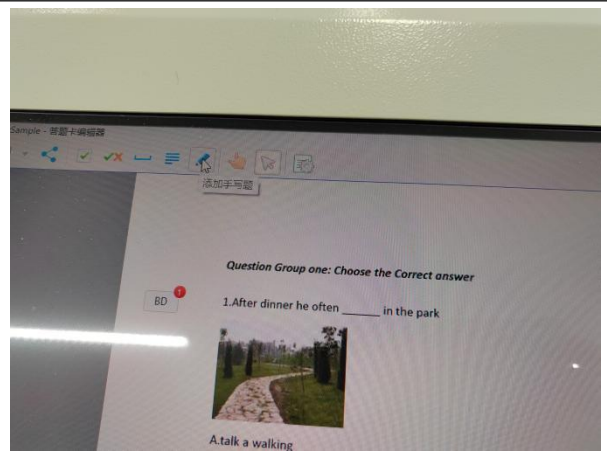 Sample - 答题卡编辑器
添加手写题
Question Group one: Choose the Correct answer
BD
1
1.After dinner he often ______ in the park
A.talk a walking